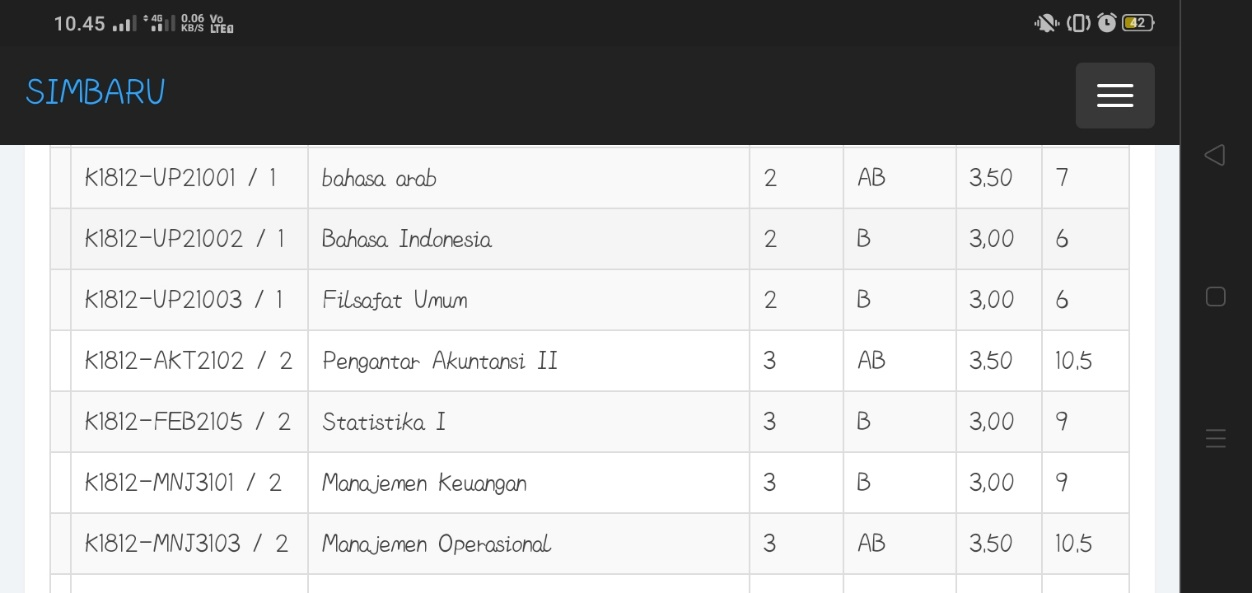 10.45 4G 0.06 KB/S Vo LTE 42
SIMBARU
K1812-UP21001 / 1 bahasa arab 2 AB 3,50 7
K1812-UP21002 / 1 Bahasa Indonesia 2 B 3,00 6
K1812-UP21003 / 1 Filsafat Umum 2 B 3,00 6
K1812-AKT2102 / 2 Pengantar Akuntansi II 3 AB 3,50 10,5
K1812-FEB2105 / 2 Statistika I 3 B 3,00 9
K1812-MNJ3101 / 2 Manajemen Keuangan 3 B 3,00 9
K1812-MNJ3103 / 2 Manajemen Operasional 3 AB 3,50 10,5